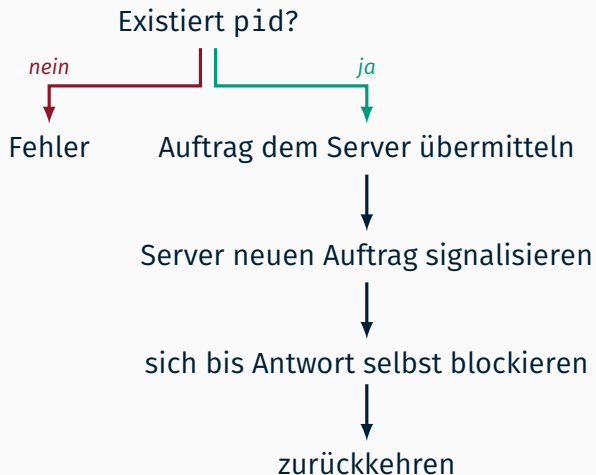 Existiert pid?
nein
ja
Fehler
Auftrag dem Server übermitteln
Server neuen Auftrag signalisieren
sich bis Antwort selbst blockieren
zurückkehren